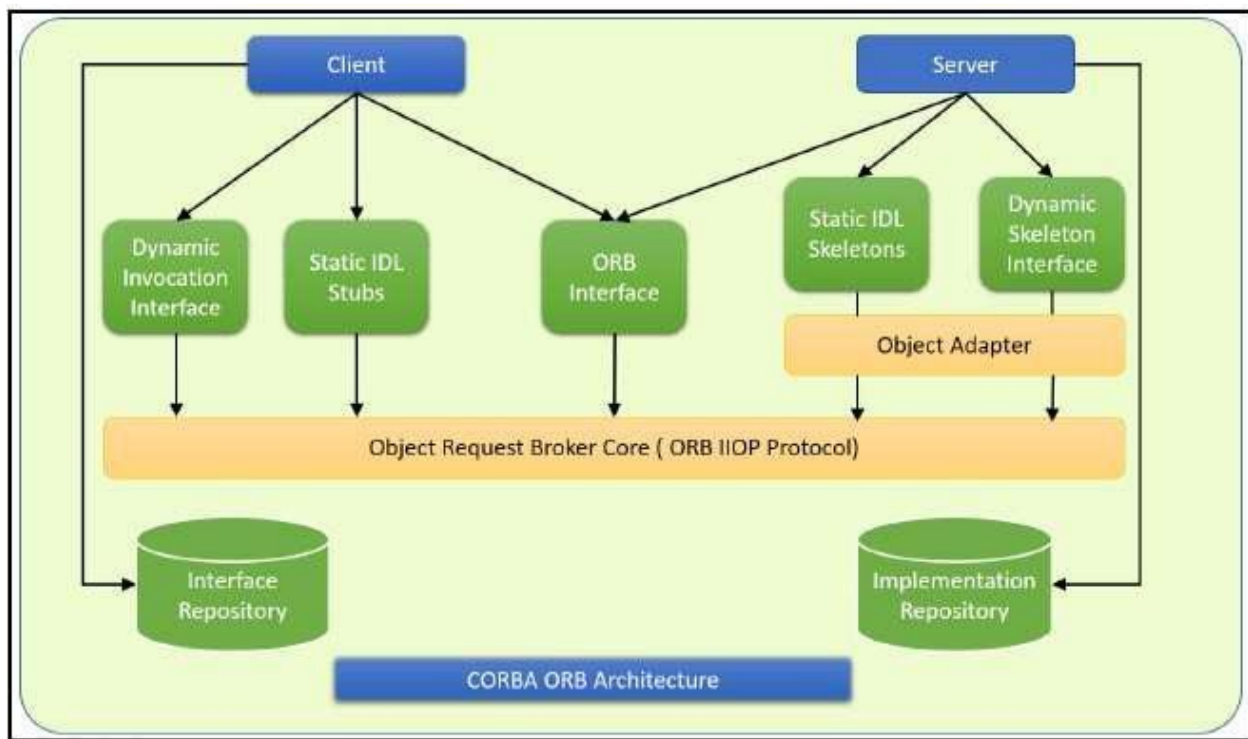 Client
Server
Dynamic
Invocation
Interface
Static IDL
Stubs
ORB
Interface
Static IDL
Skeletons
Dynamic
Skeleton
Interface
Object Adapter
Object Request Broker Core ( ORB IIOP Protocol)
Interface
Repository
Implementation
Repository
CORBA ORB Architecture